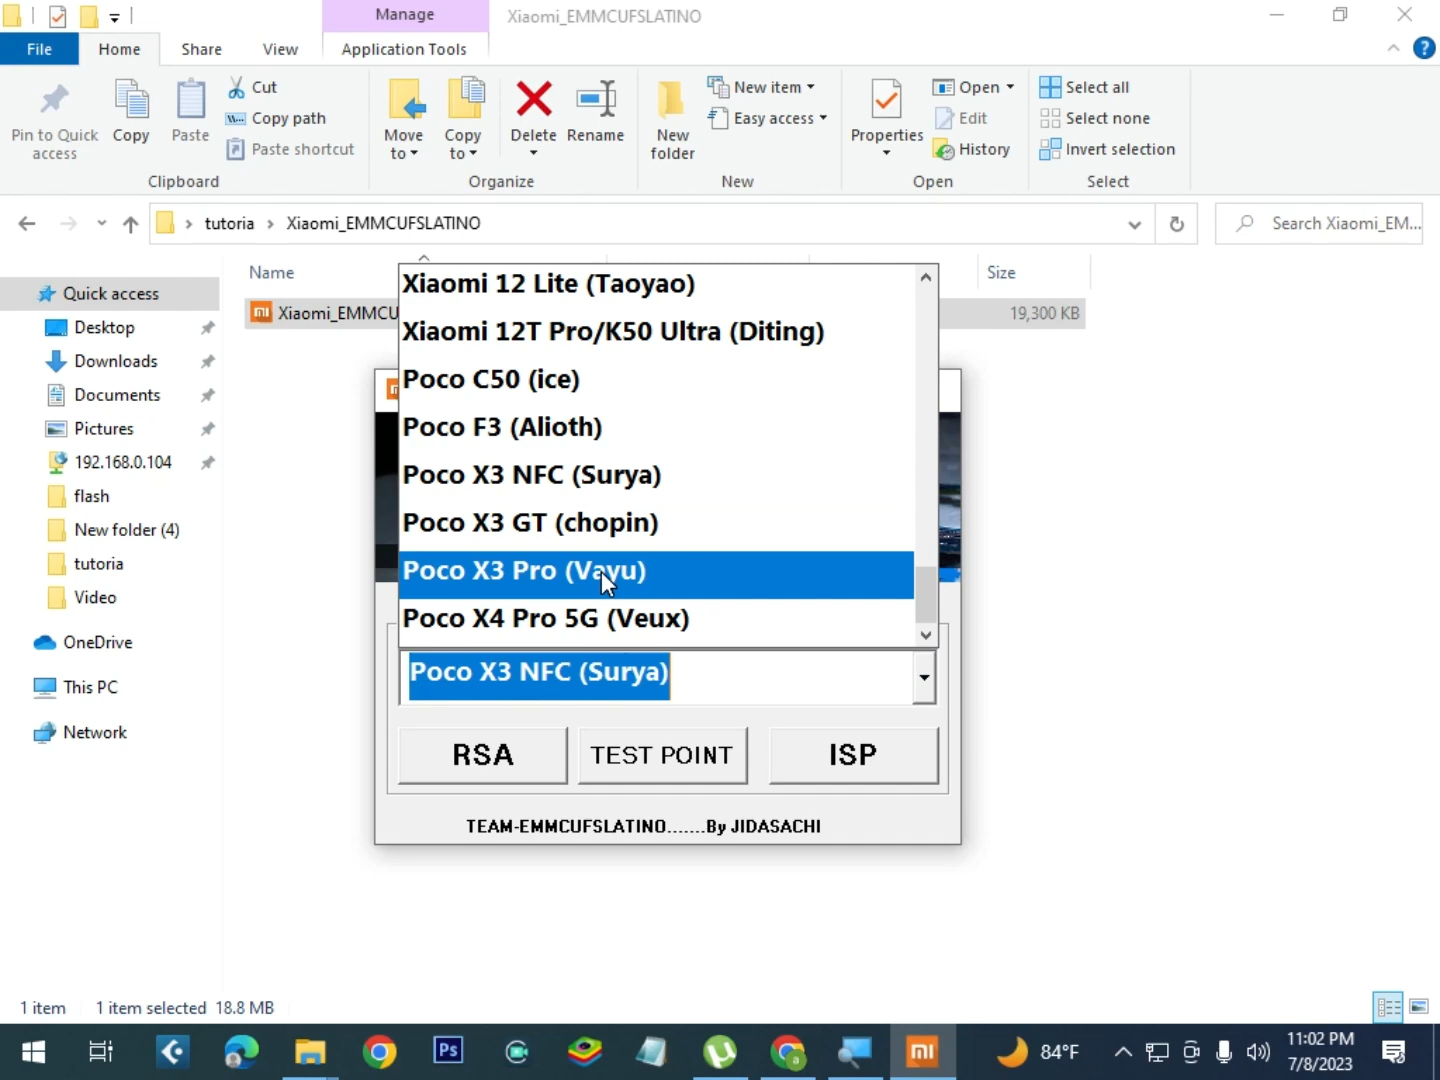 Manage
Xiaomi_EMMCUFSLATINO
File
Home
Share
View
Application Tools
Pin to Quick access
Copy
Paste
Cut
Copy path
Paste shortcut
Clipboard
Move to
Copy to
Delete
Rename
Organize
New folder
New item
Easy access
New
Properties
Open
Edit
History
Open
Select all
Select none
Invert selection
Select
tutoria
Xiaomi_EMMCUFSLATINO
Search Xiaomi_EM...
Name
Size
Xiaomi_EMMCU
19,300 KB
Quick access
Desktop
Downloads
Documents
Pictures
192.168.0.104
flash
New folder (4)
tutoria
Video
OneDrive
This PC
Network
Xiaomi 12 Lite (Taoyao)
Xiaomi 12T Pro/K50 Ultra (Diting)
Poco C50 (ice)
Poco F3 (Alioth)
Poco X3 NFC (Surya)
Poco X3 GT (chopin)
Poco X3 Pro (Vayu)
Poco X4 Pro 5G (Veux)
Poco X3 NFC (Surya)
RSA
TEST POINT
ISP
TEAM-EMMCUFSLATINO.......By JIDASACHI
1 item
1 item selected 18.8 MB
Ps
84°F
11:02 PM
7/8/2023